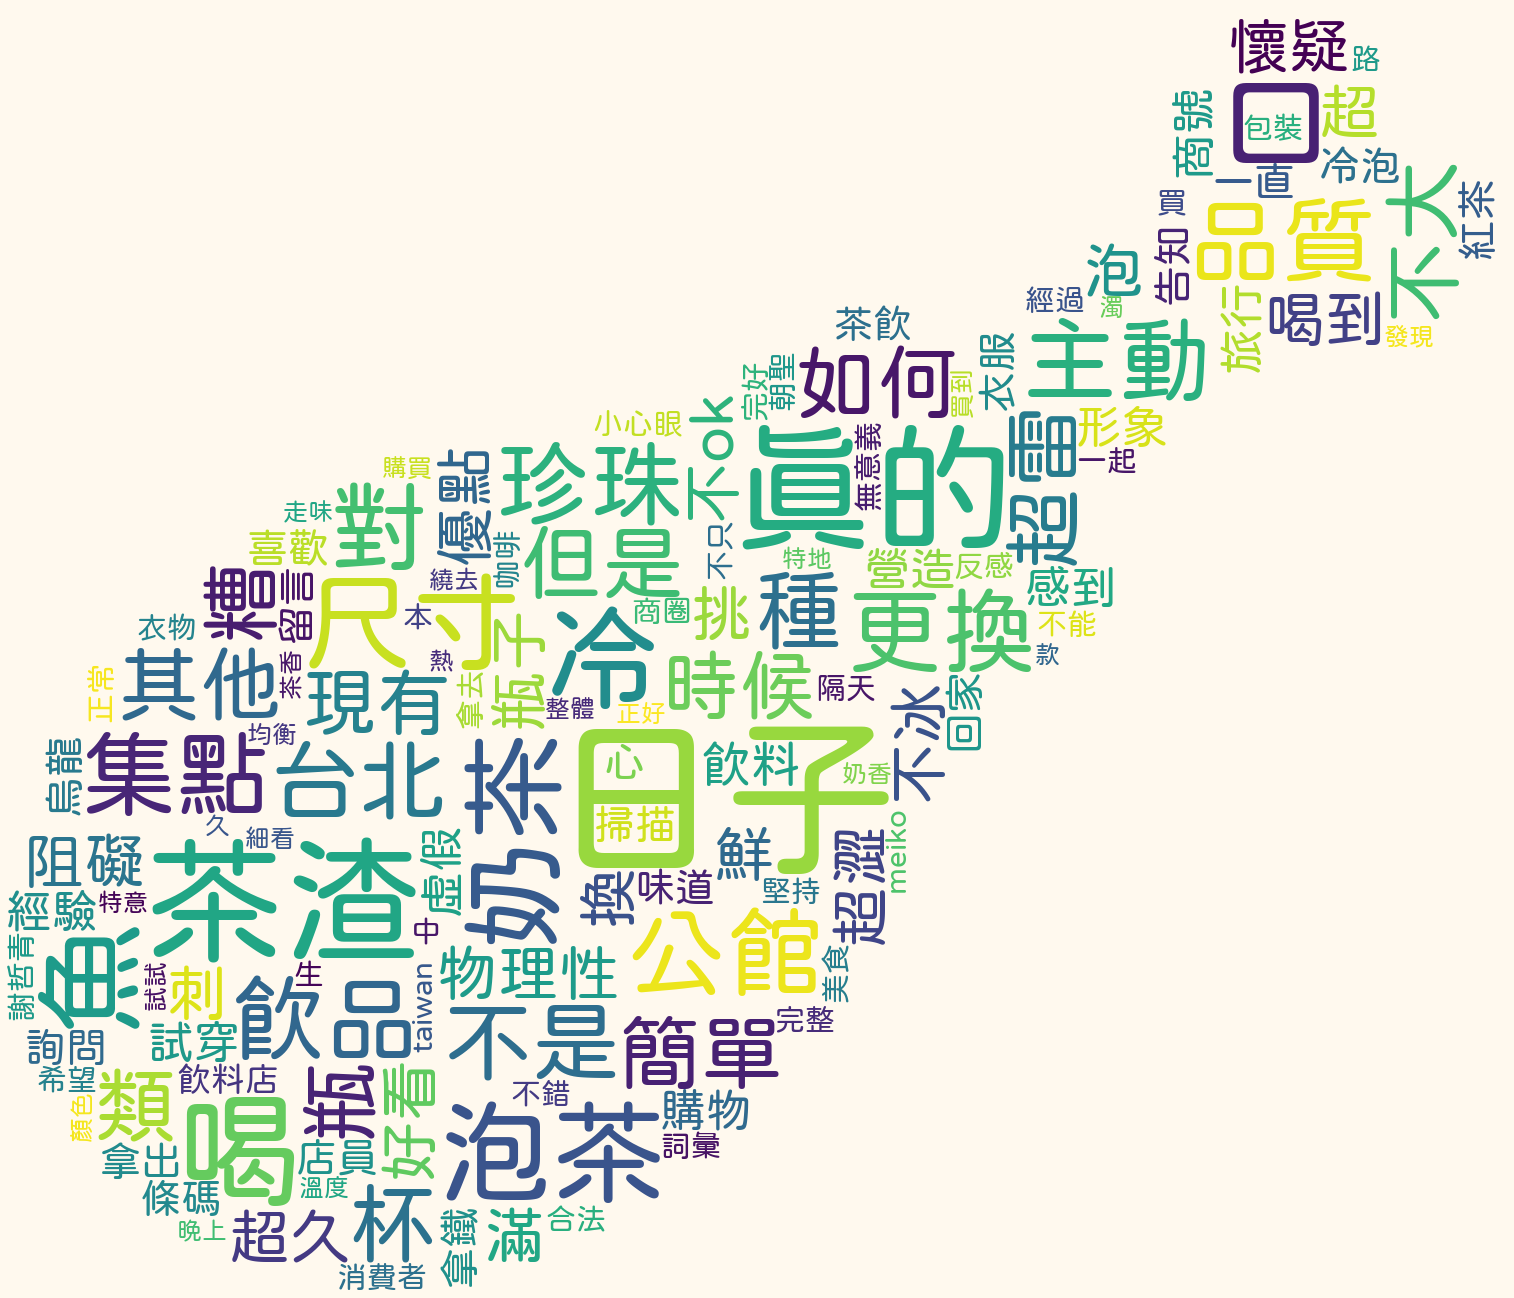 懷疑
路
商號
口
包裝
超
一直
冷泡
不太
紅茶
買
告知
品質
泡
經過
濁
旅行
喝到
發現
茶飲
主動
如何
買到
衣服
完好
朝聖
小心眼
不ok
超雷
形象
一起
購買
優點
珍珠
真的
無意義
走味
對
喜歡
咖啡
但是
不只
特地
營造
反感
感到
繞去
糟
留言
尺寸
本
商圈
挑
種
更換
不能
款
衣物
瓶子
冷
熱
茶香
正常
其他
現有
拿去
整體
正好
時候
隔天
不冰
回家
均衡
烏龍
集點
台北
奶茶
日子
心
掃描
飲料
奶香
meiko
久
細看
阻礙
茶渣
虛假
鮮
超澀
換
味道
堅持
經驗
特意
中
謝哲青
魚
試試
刺
生
物理性
公館
美食
飲品
taiwan
不是
簡單
完整
詢問
試穿
希望
飲料店
瓶
好看
不錯
顏色
類
喝
泡茶
購物
詞彙
拿出
店員
條碼
溫度
杯
晚上
超久
拿鐵
滿
合法
消費者